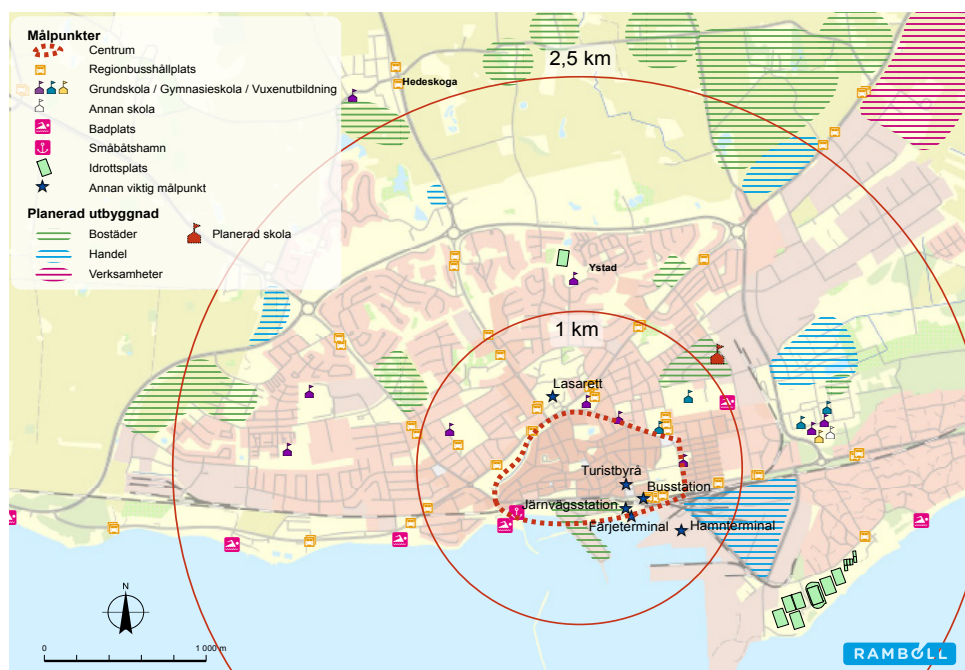 Målpunkter
Centrum
Regionbusshållplats
Grundskola / Gymnasieskola / Vuxenutbildning
Annan skola
Badplats
Småbåtshamn
Idrottsplats
Annan viktig målpunkt
Planerad utbyggnad
Bostäder
Planerad skola
Handel
Verksamheter
2,5 km
Hedeskoga
Ystad
1 km
Lasarett
Turistbyrå
Busstation
Järnvägsstation
Färjeterminal
Hamnterminal
N
0
1 000 m
RAMBOLL